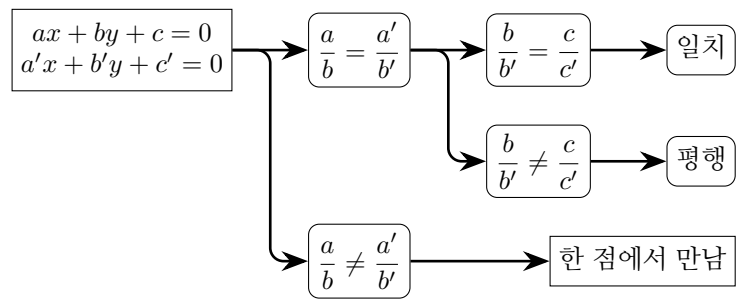 ax + by + c = 0
a′x + b′y + c′ = 0
a/b = a′/b′
b/b′ = c/c′
일치
b/b′ ≠ c/c′
평행
a/b ≠ a′/b′
한 점에서 만남